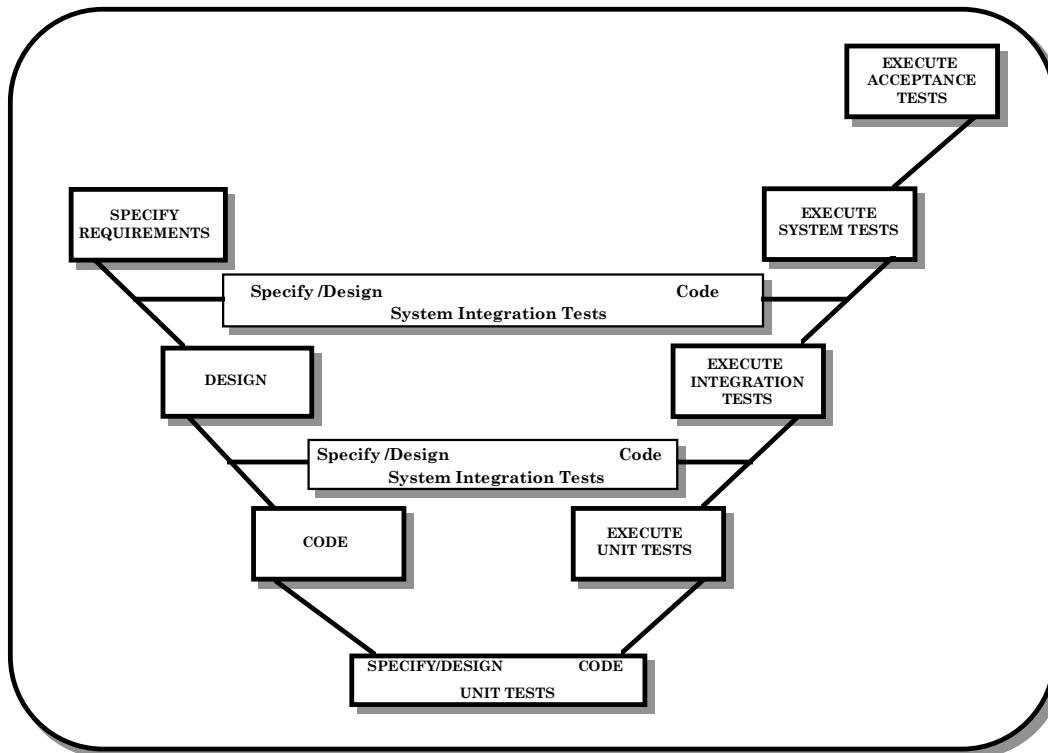 EXECUTE
ACCEPTANCE
TESTS
SPECIFY
REQUIREMENTS
EXECUTE
SYSTEM TESTS
Specify /Design Code
System Integration Tests
DESIGN
EXECUTE
INTEGRATION
TESTS
Specify /Design Code
System Integration Tests
CODE
EXECUTE
UNIT TESTS
SPECIFY/DESIGN CODE
UNIT TESTS